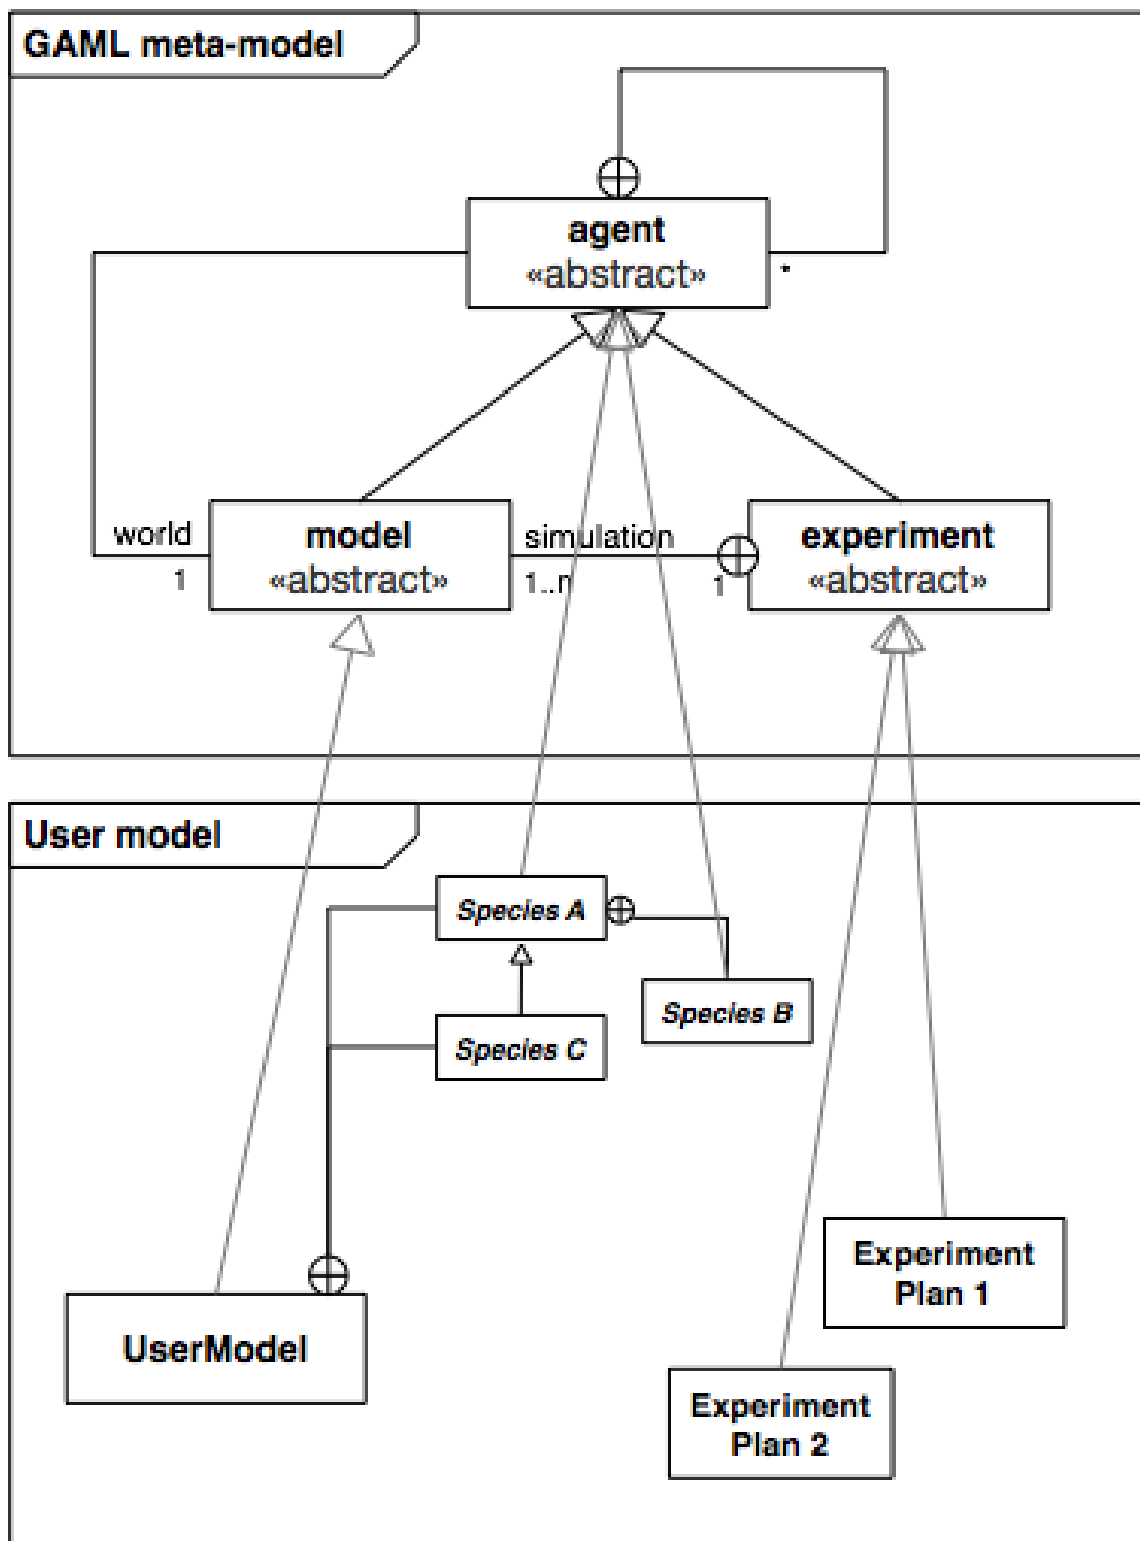 GAML meta-model
agent
«abstract»
*
world
model
simulation
experiment
1
«abstract»
1..n
1
«abstract»
User model
Species A
Species B
Species C
Experiment
Plan 1
UserModel
Experiment
Plan 2